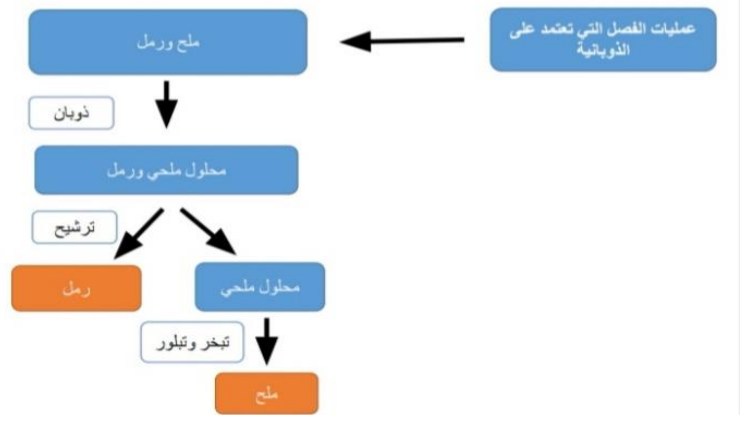 عمليات الفصل التي تعتمد على
الذوبانية
ملح ورمل
ذوبان
محلول ملحي ورمل
ترشيح
محلول ملحي
رمل
تبخر وتبلور
ملح